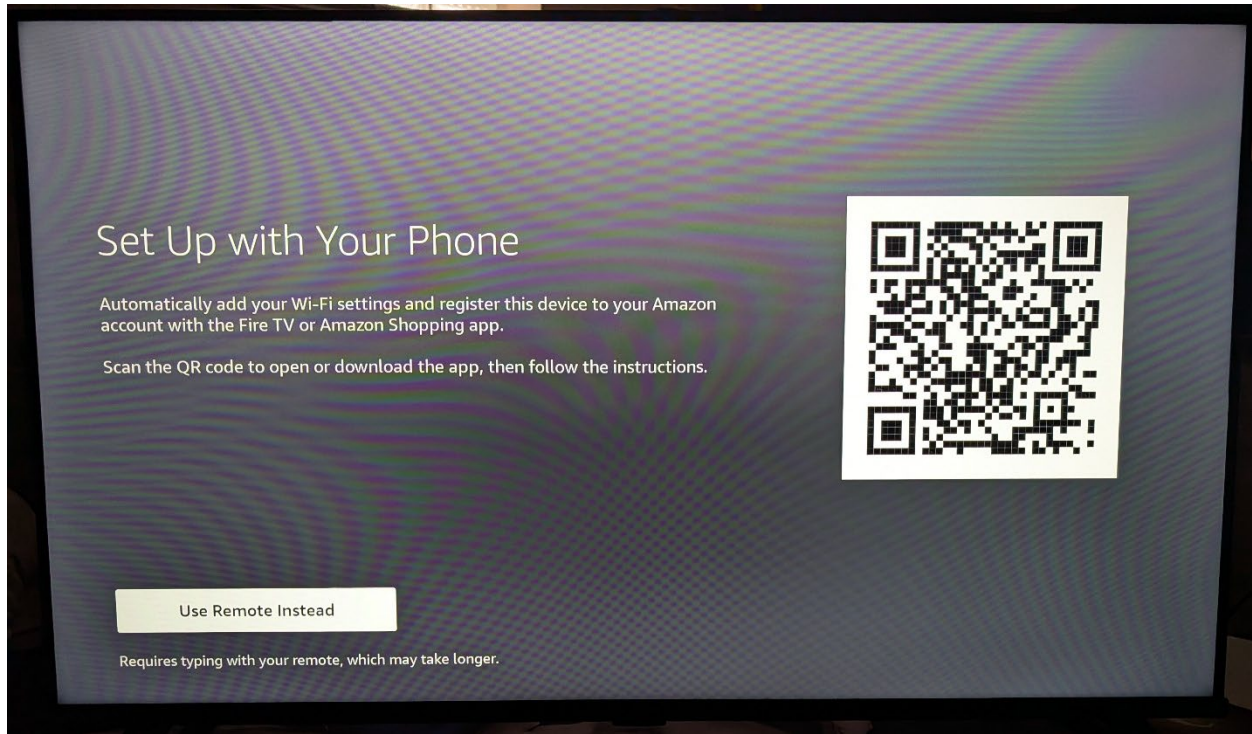 Set Up with Your Phone
Automatically add your Wi-Fi settings and register this device to your Amazon
account with the Fire TV or Amazon Shopping app.
Scan the QR code to open or download the app, then follow the instructions.
Use Remote Instead
Requires typing with your remote, which may take longer.